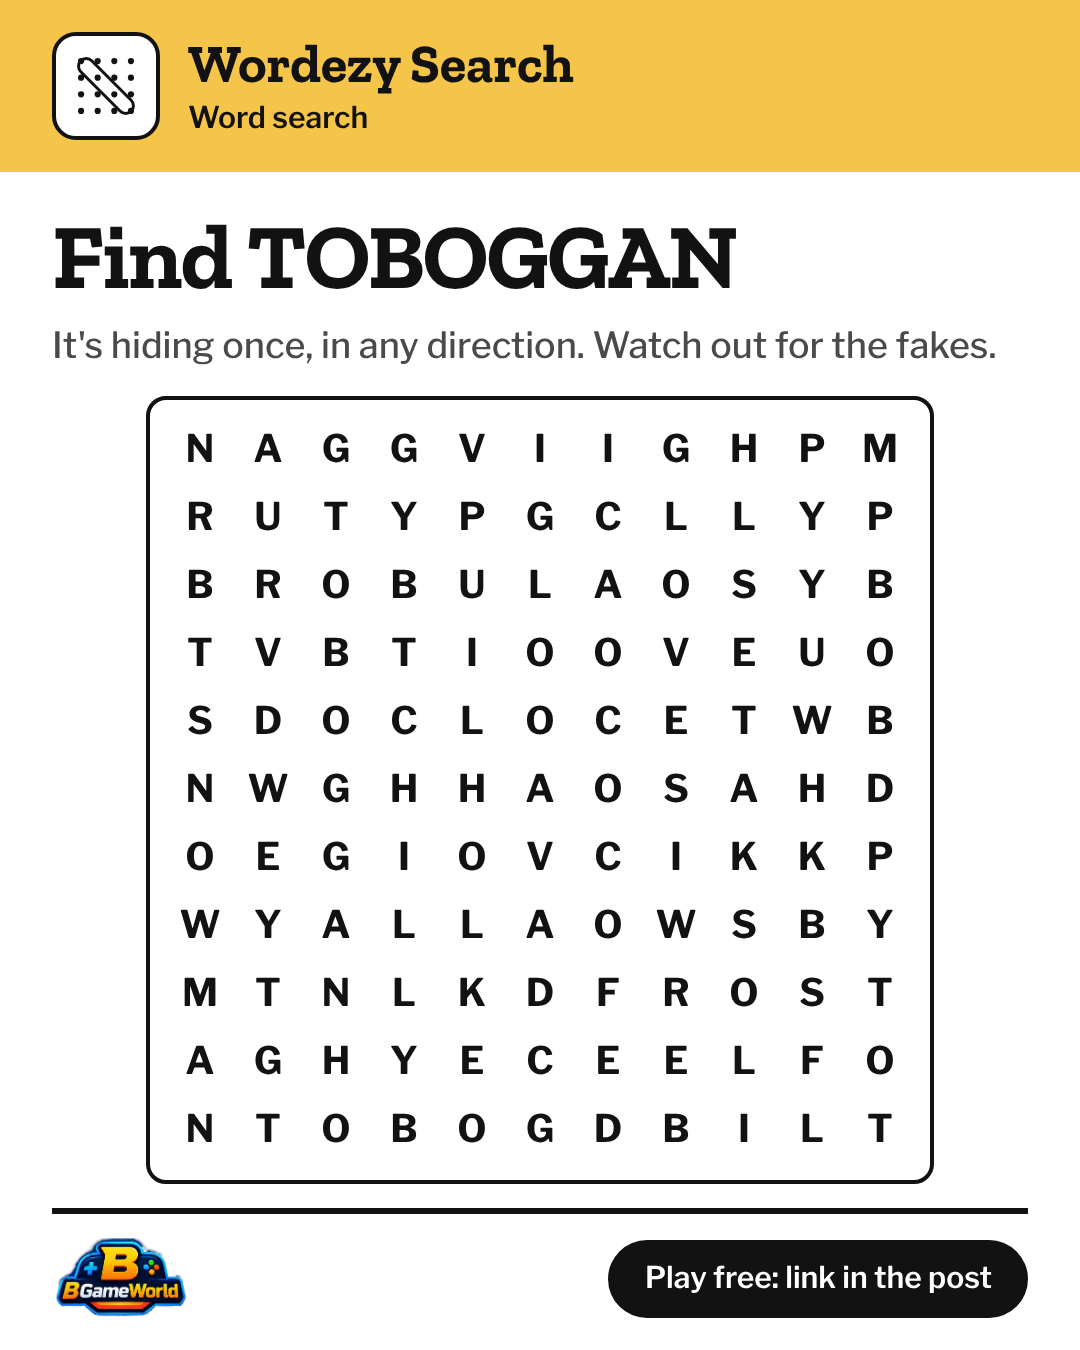 Wordezy Search
Word search
Find TOBOGGAN
It's hiding once, in any direction. Watch out for the fakes.
N A G G V I I G H P M
R U T Y P G C L L Y P
B R O B U L A O S Y B
T V B T I O O V E U O
S D O C L O C E T W B
N W G H H A O S A H D
O E G I O V C I K K P
W Y A L L A O W S B Y
M T N L K D F R O S T
A G H Y E C E E L F O
N T O B O G D B I L T
B
BGameWorld
Play free: link in the post